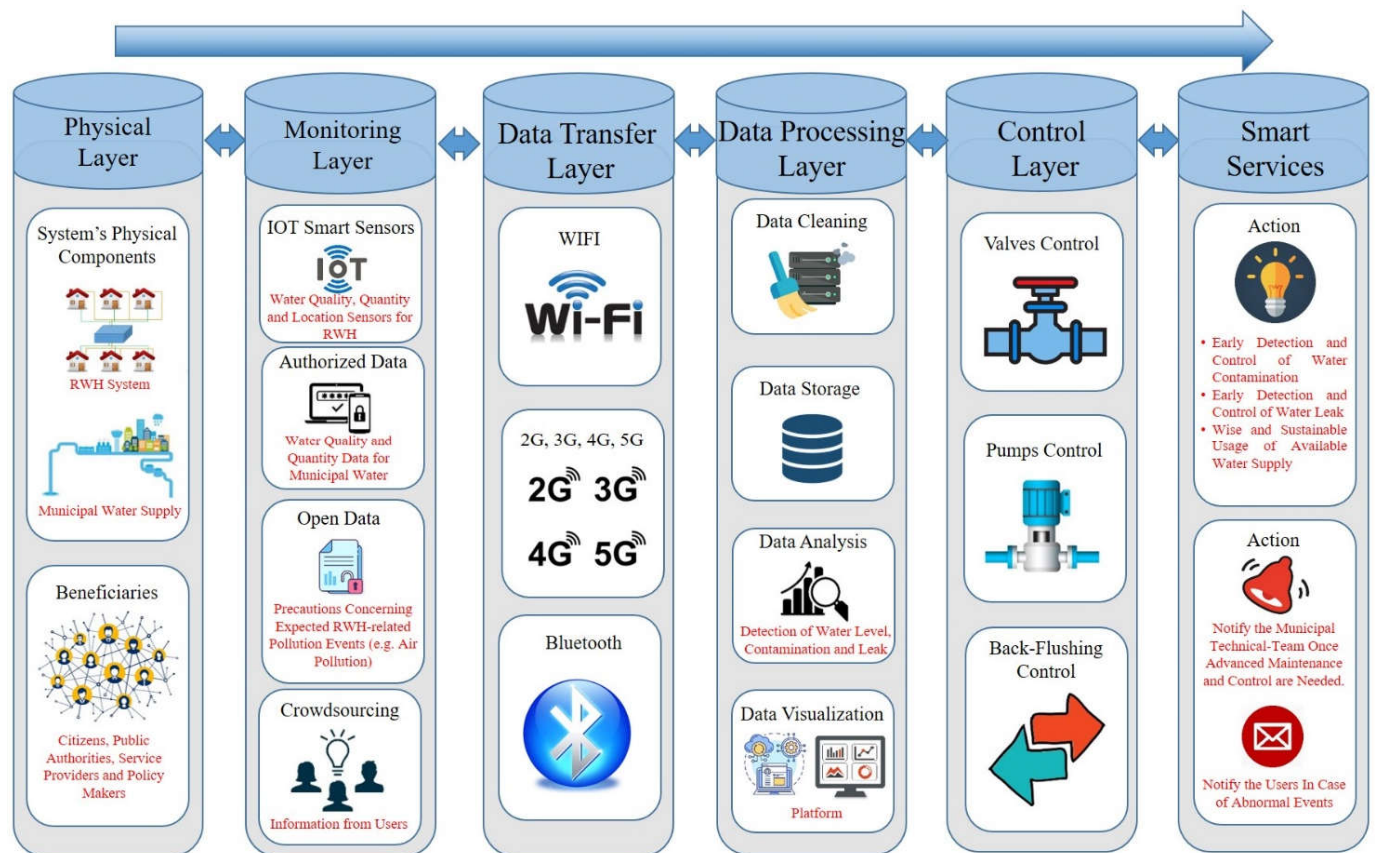 Physical
Layer
System's Physical
Components
RWH System
Municipal Water Supply
Beneficiaries
Citizens, Public
Authorities, Service
Providers and Policy
Makers
Monitoring
Layer
IOT Smart Sensors
IOT
Water Quality, Quantity
and Location Sensors for
RWH
Authorized Data
Water Quality and
Quantity Data for
Municipal Water
Open Data
Precautions Concerning
Expected RWH-related
Pollution Events (e.g. Air
Pollution)
Crowdsourcing
Information from Users
Data Transfer
Layer
WIFI
Wi-Fi
2G, 3G, 4G, 5G
2G 3G
4G 5G
Bluetooth
Data Processing
Layer
Data Cleaning
Data Storage
Data Analysis
Detection of Water Level,
Contamination and Leak
Data Visualization
Platform
Control
Layer
Valves Control
Pumps Control
Back-Flushing
Control
Smart
Services
Action
• Early Detection and
Control of Water
Contamination
• Early Detection and
Control of Water Leak
• Wise and Sustainable
Usage of Available
Water Supply
Action
Notify the Municipal
Technical-Team Once
Advanced Maintenance
and Control are Needed.
Notify the Users In Case
of Abnormal Events